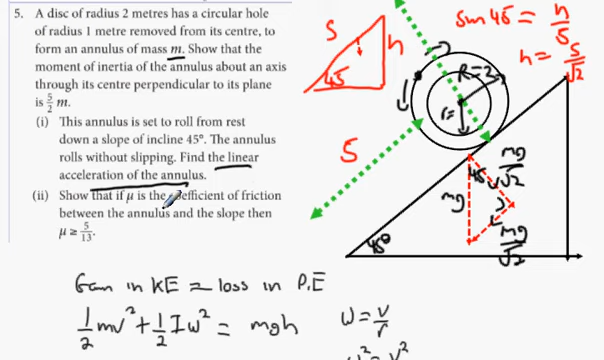 5. A disc of radius 2 metres has a circular hole
of radius 1 metre removed from its centre, to
form an annulus of mass m. Show that the
moment of inertia of the annulus about an axis
through its centre perpendicular to its plane
is 5/2 m.
(i) This annulus is set to roll from rest
down a slope of incline 45°. The annulus
rolls without slipping. Find the linear
acceleration of the annulus.
(ii) Show that if μ is the coefficient of friction
between the annulus and the slope then
μ ≥ 5/13.
S
h
45
sin 45 = h/S
h = S/√2
R=2
r=
S
45
mg/√2
mg
mg/√2
45°
Gain in KE = loss in P.E
1/2 mv² + 1/2 Iω² = mgh
ω = v/r